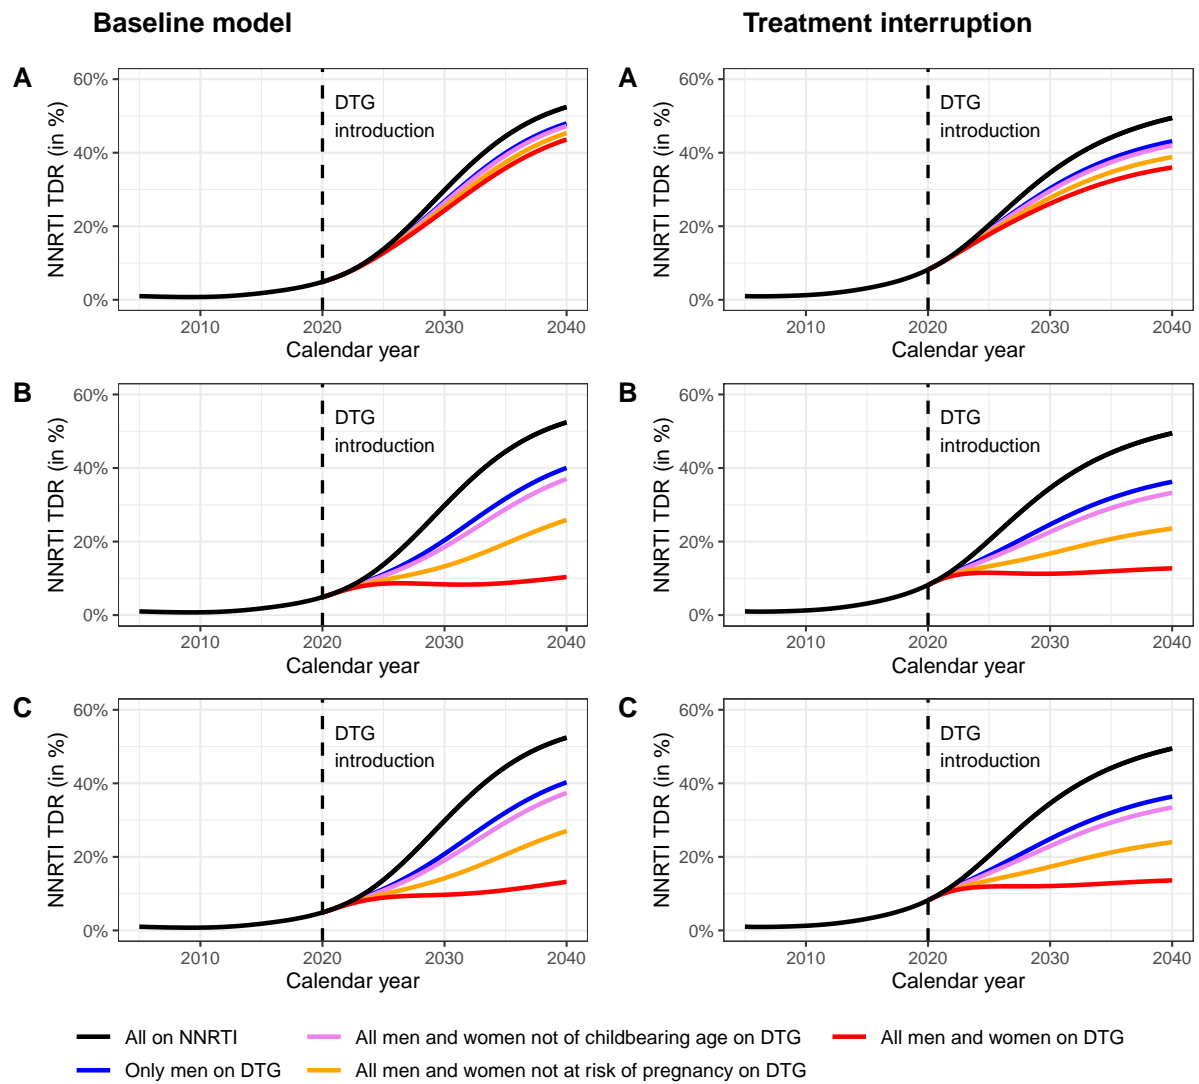 Baseline model
Treatment interruption
A
NNRTI TDR (in %)
60%
40%
20%
0%
DTG
introduction
2010
2020
2030
2040
Calendar year
A
NNRTI TDR (in %)
60%
40%
20%
0%
DTG
introduction
2010
2020
2030
2040
Calendar year
B
NNRTI TDR (in %)
60%
40%
20%
0%
DTG
introduction
2010
2020
2030
2040
Calendar year
B
NNRTI TDR (in %)
60%
40%
20%
0%
DTG
introduction
2010
2020
2030
2040
Calendar year
C
NNRTI TDR (in %)
60%
40%
20%
0%
DTG
introduction
2010
2020
2030
2040
Calendar year
C
NNRTI TDR (in %)
60%
40%
20%
0%
DTG
introduction
2010
2020
2030
2040
Calendar year
All on NNRTI
All men and women not of childbearing age on DTG
All men and women on DTG
Only men on DTG
All men and women not at risk of pregnancy on DTG